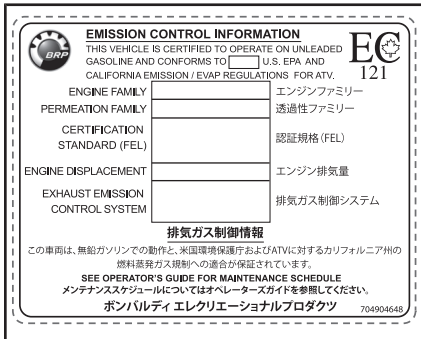 BRP
EMISSION CONTROL INFORMATION
THIS VEHICLE IS CERTIFIED TO OPERATE ON UNLEADED
GASOLINE AND CONFORMS TO U.S. EPA AND
CALIFORNIA EMISSION / EVAP REGULATIONS FOR ATV.
EC
121
ENGINE FAMILY エンジンファミリー
PERMEATION FAMILY 透過性ファミリー
CERTIFICATION
STANDARD (FEL) 認証規格(FEL)
ENGINE DISPLACEMENT エンジン排気量
EXHAUST EMISSION
CONTROL SYSTEM 排気ガス制御システム
排気ガス制御情報
この車両は、無鉛ガソリンでの動作と、米国環境保護庁およびATVに対するカリフォルニア州の
燃料蒸発ガス規制への適合が保証されています。
SEE OPERATOR'S GUIDE FOR MAINTENANCE SCHEDULE
メンテナンススケジュールについてはオペレーターズガイドを参照してください。
ボンバルディ エレクリエーショナルプロダクツ
704904648